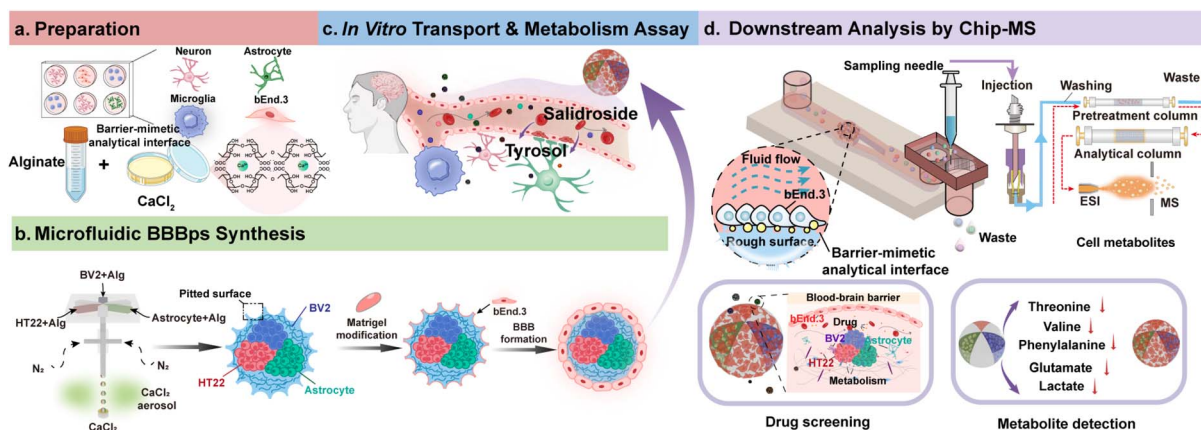 a. Preparation
Neuron
Astrocyte
Microglia
bEnd.3
Barrier-mimetic
analytical interface
Alginate
+
CaCl₂
b. Microfluidic BBBps Synthesis
BV2+Alg
HT22+Alg
Astrocyte+Alg
N₂
N₂
CaCl₂
aerosol
CaCl₂
Pitted surface
BV2
HT22
Astrocyte
Matrigel
modification
bEnd.3
BBB
formation
c. In Vitro Transport & Metabolism Assay
Salidroside
Tyrosol
d. Downstream Analysis by Chip-MS
Sampling needle
Injection
Washing
Waste
Pretreatment column
Analytical column
ESI
MS
Cell metabolites
Fluid flow
bEnd.3
Rough surface
Barrier-mimetic
analytical interface
Waste
Blood-brain barrier
bEnd.3
Drug
BV2
Astrocyte
HT22
Metabolism
Drug screening
Threonine
Valine
Phenylalanine
Glutamate
Lactate
Metabolite detection